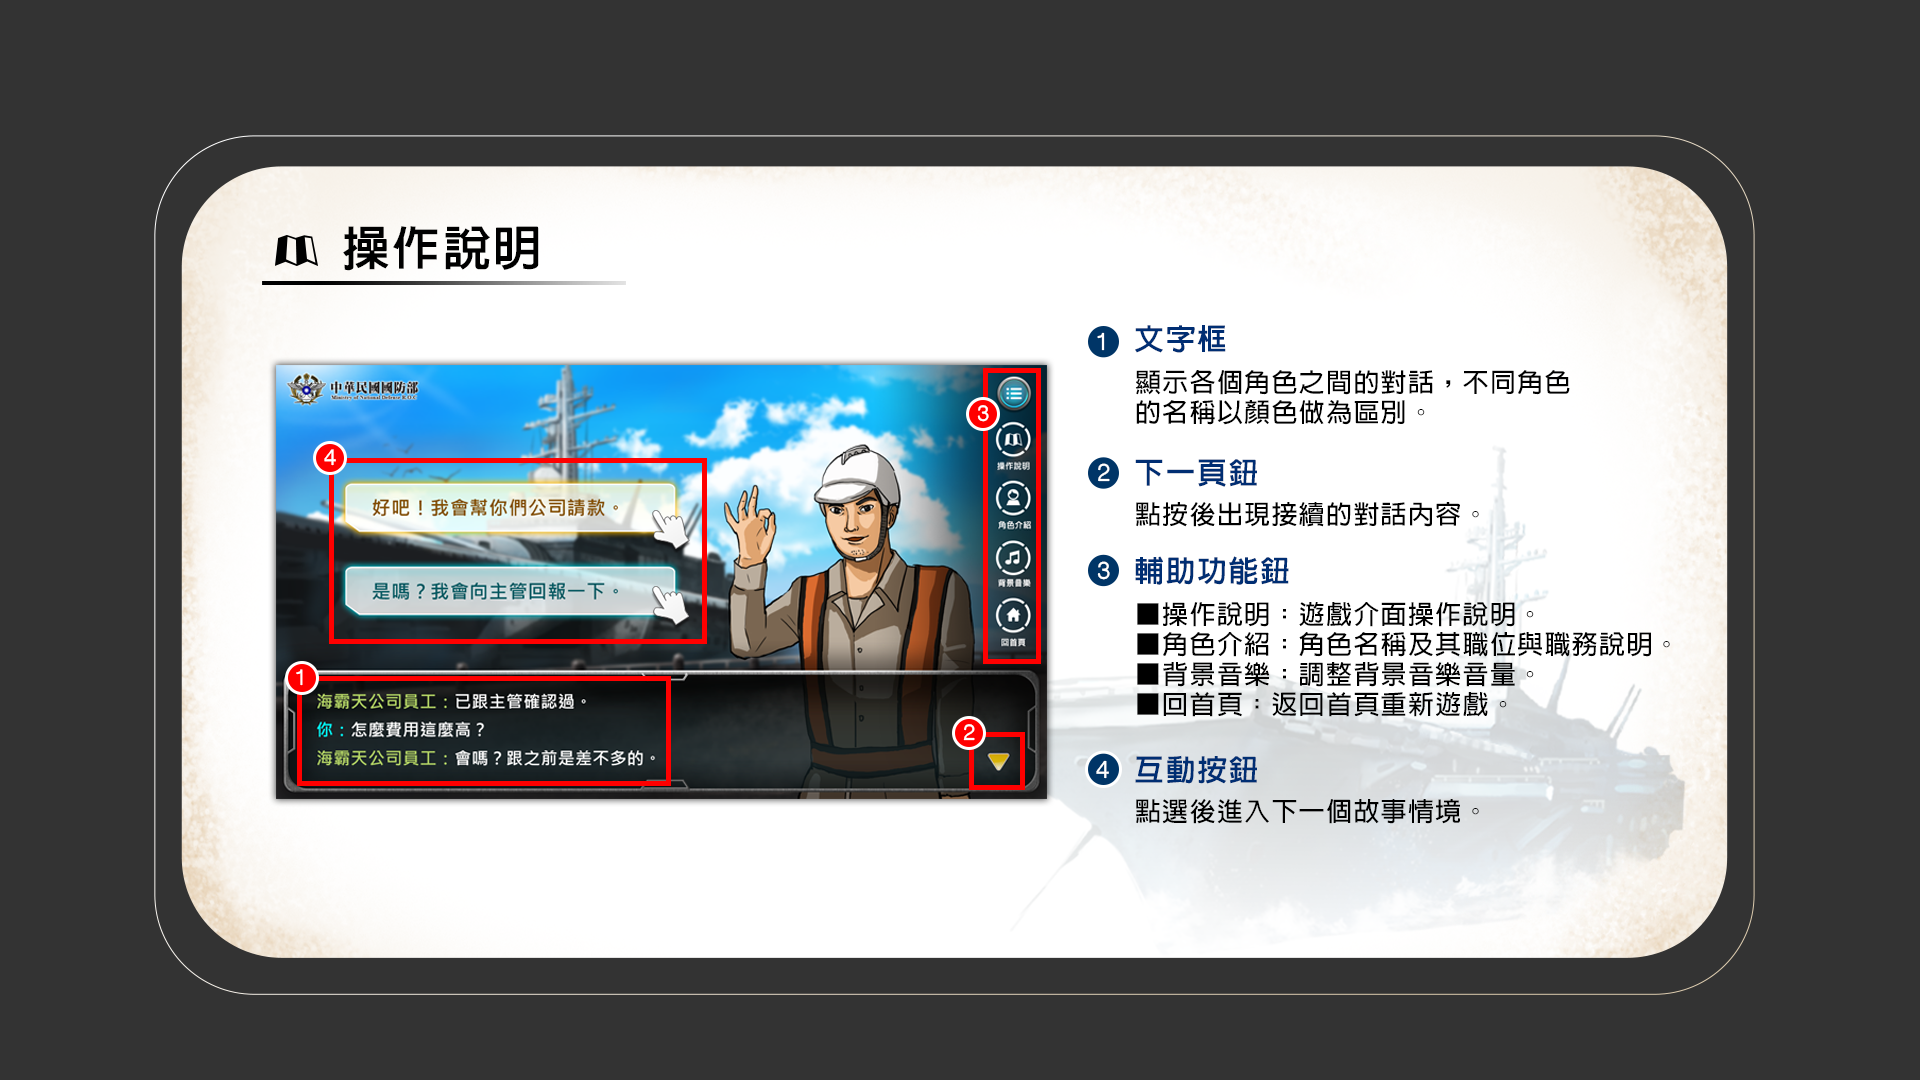 操作說明
中華民國國防部
Ministry of National Defense R.O.C.
3
操作說明
角色介紹
背景音樂
回首頁
4
好吧！我會幫你們公司請款。
是嗎？我會向主管回報一下。
1
海霸天公司員工：已跟主管確認過。
你：怎麼費用這麼高？
海霸天公司員工：會嗎？跟之前是差不多的。
2
1 文字框
顯示各個角色之間的對話，不同角色
的名稱以顏色做為區別。
2 下一頁鈕
點按後出現接續的對話內容。
3 輔助功能鈕
■操作說明：遊戲介面操作說明。
■角色介紹：角色名稱及其職位與職務說明。
■背景音樂：調整背景音樂音量。
■回首頁：返回首頁重新遊戲。
4 互動按鈕
點選後進入下一個故事情境。